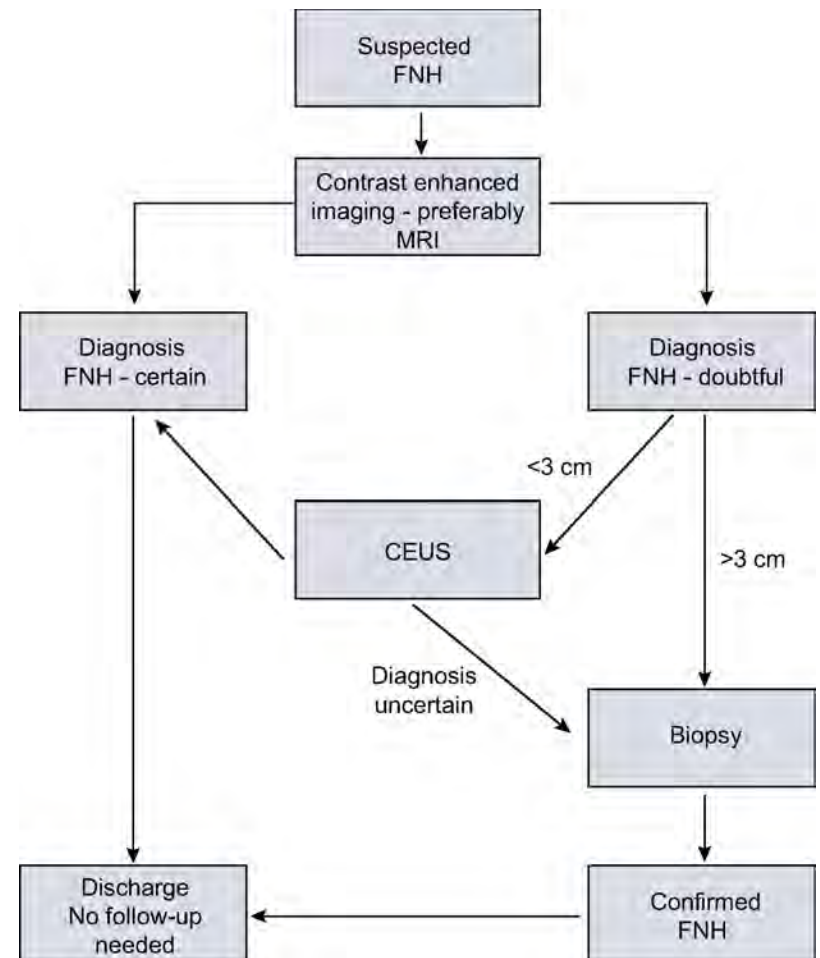 Suspected
FNH
Contrast enhanced
imaging - preferably
MRI
Diagnosis
FNH - certain
Diagnosis
FNH - doubtful
<3 cm
CEUS
>3 cm
Diagnosis
uncertain
Biopsy
Discharge
No follow-up
needed
Confirmed
FNH